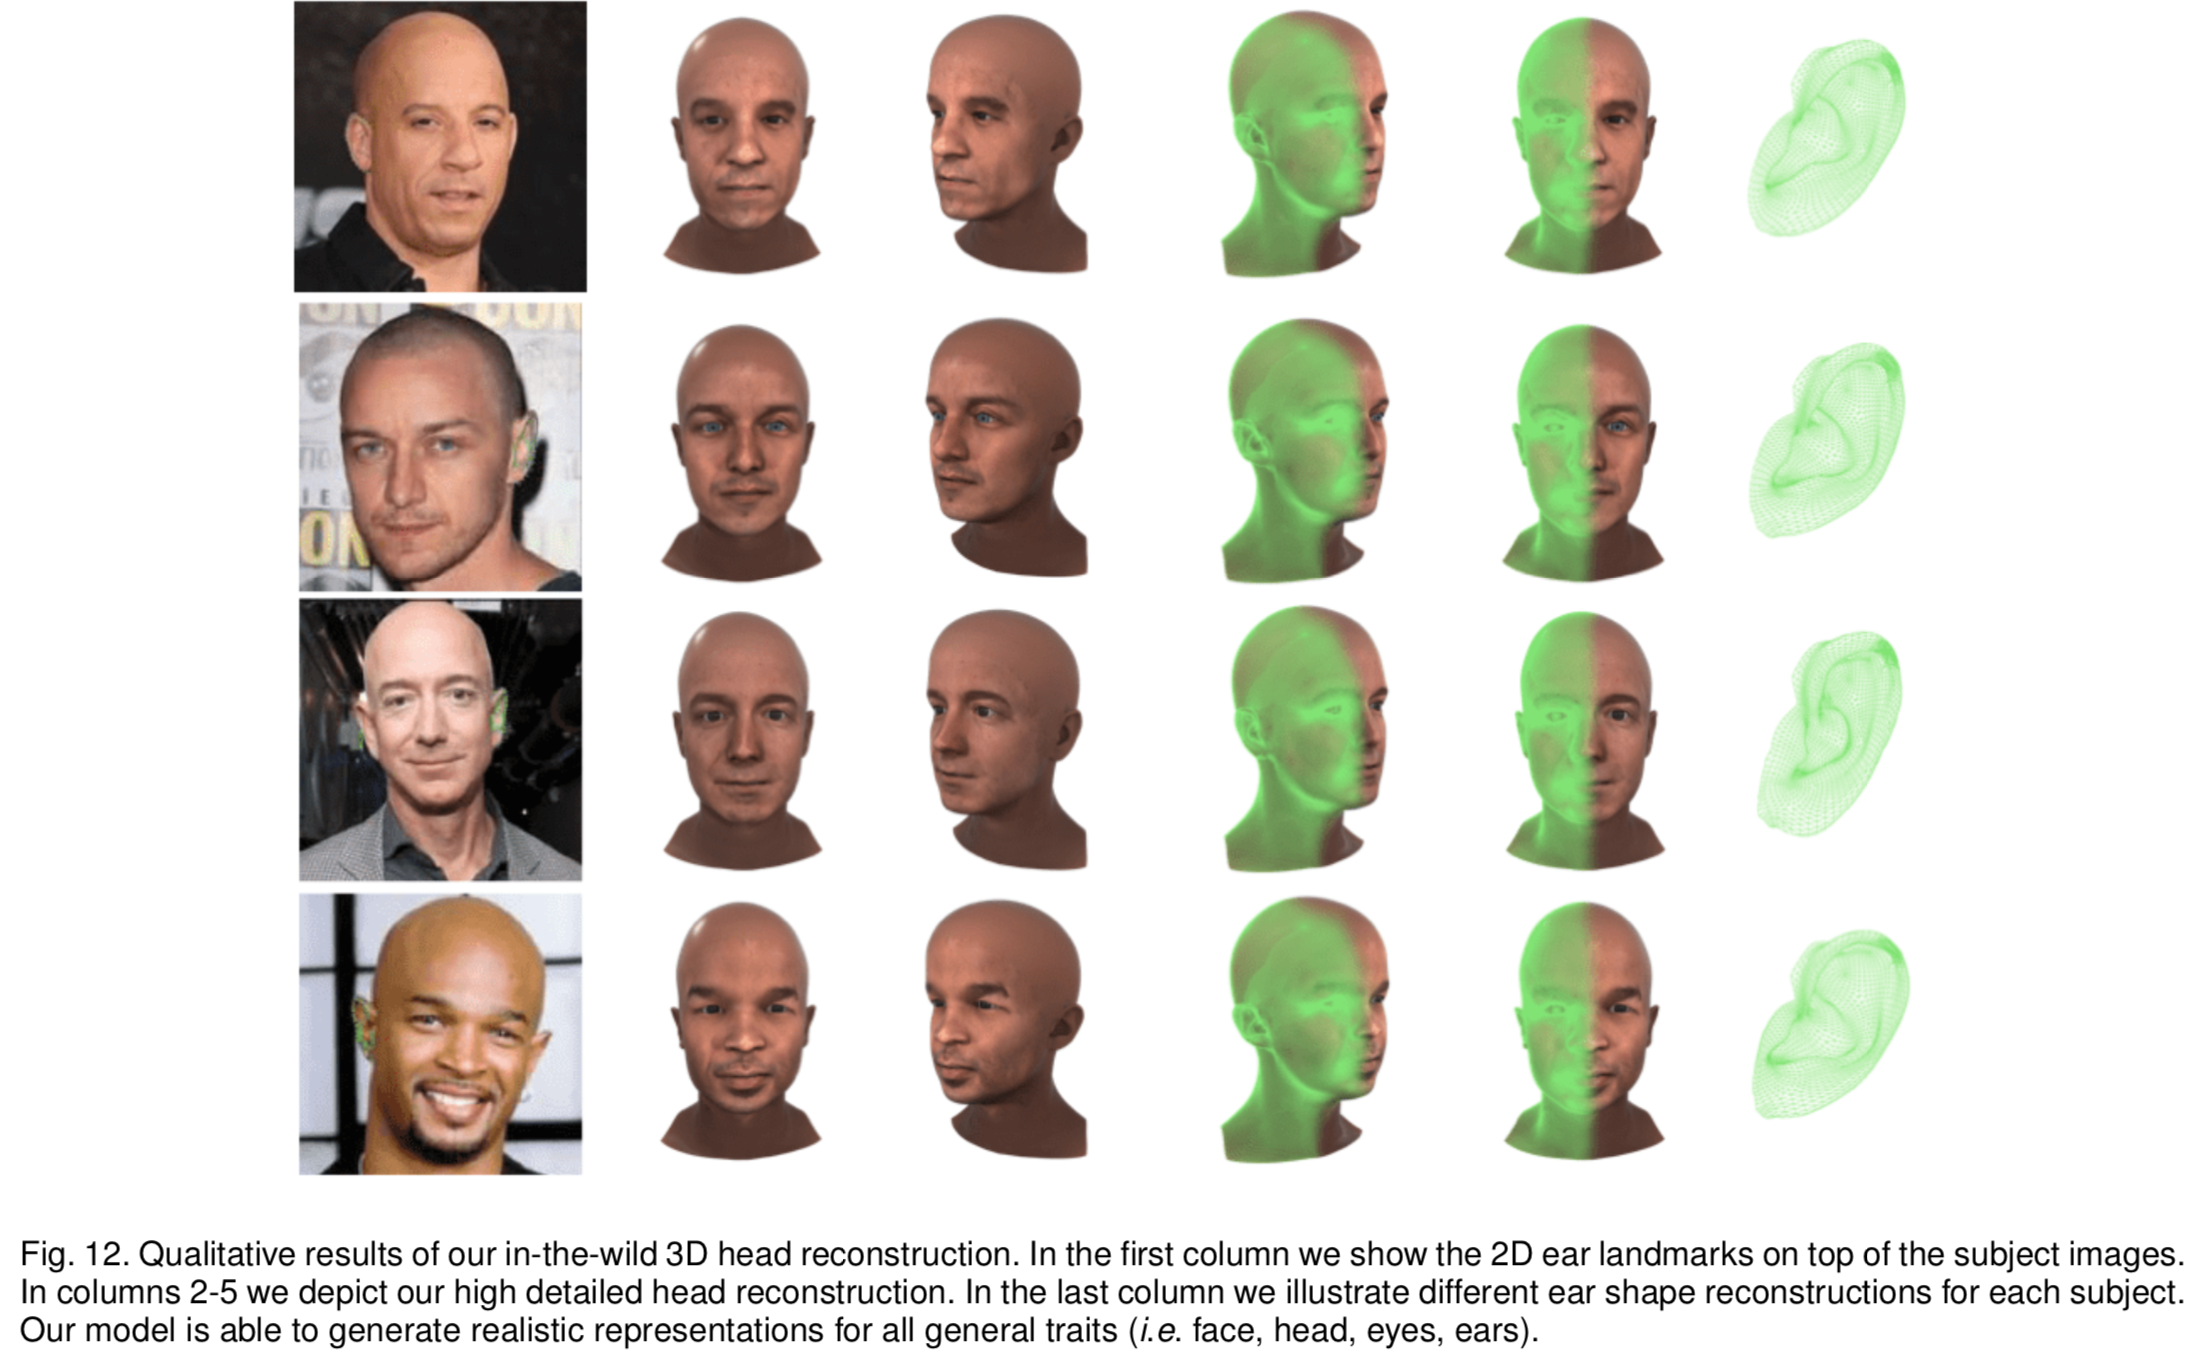 ON
ON
Fig. 12. Qualitative results of our in-the-wild 3D head reconstruction. In the first column we show the 2D ear landmarks on top of the subject images.
In columns 2-5 we depict our high detailed head reconstruction. In the last column we illustrate different ear shape reconstructions for each subject.
Our model is able to generate realistic representations for all general traits (i.e. face, head, eyes, ears).